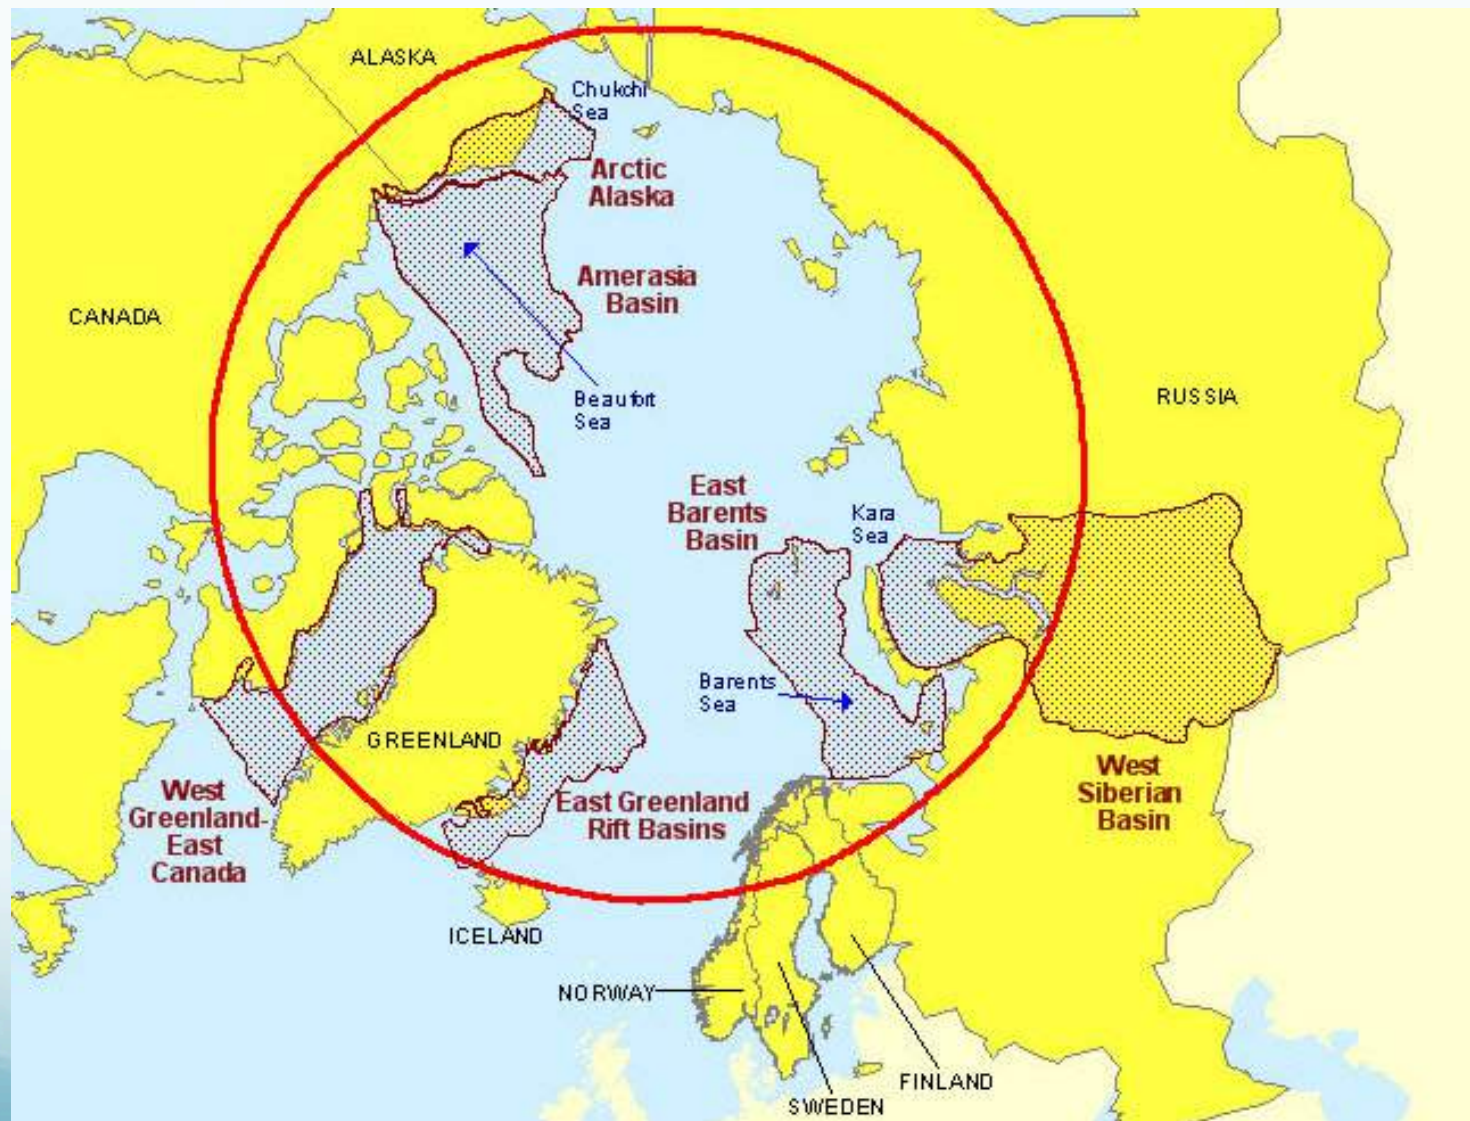 ALASKA
Chukchi
Sea
Arctic
Alaska
Amerasia
Basin
CANADA
Beaufort
Sea
RUSSIA
East
Barents
Basin
Kara
Sea
Barents
Sea
GREENLAND
West
Greenland-
East
Canada
East Greenland
Rift Basins
West
Siberian
Basin
ICELAND
NORWAY
FINLAND
SWEDEN